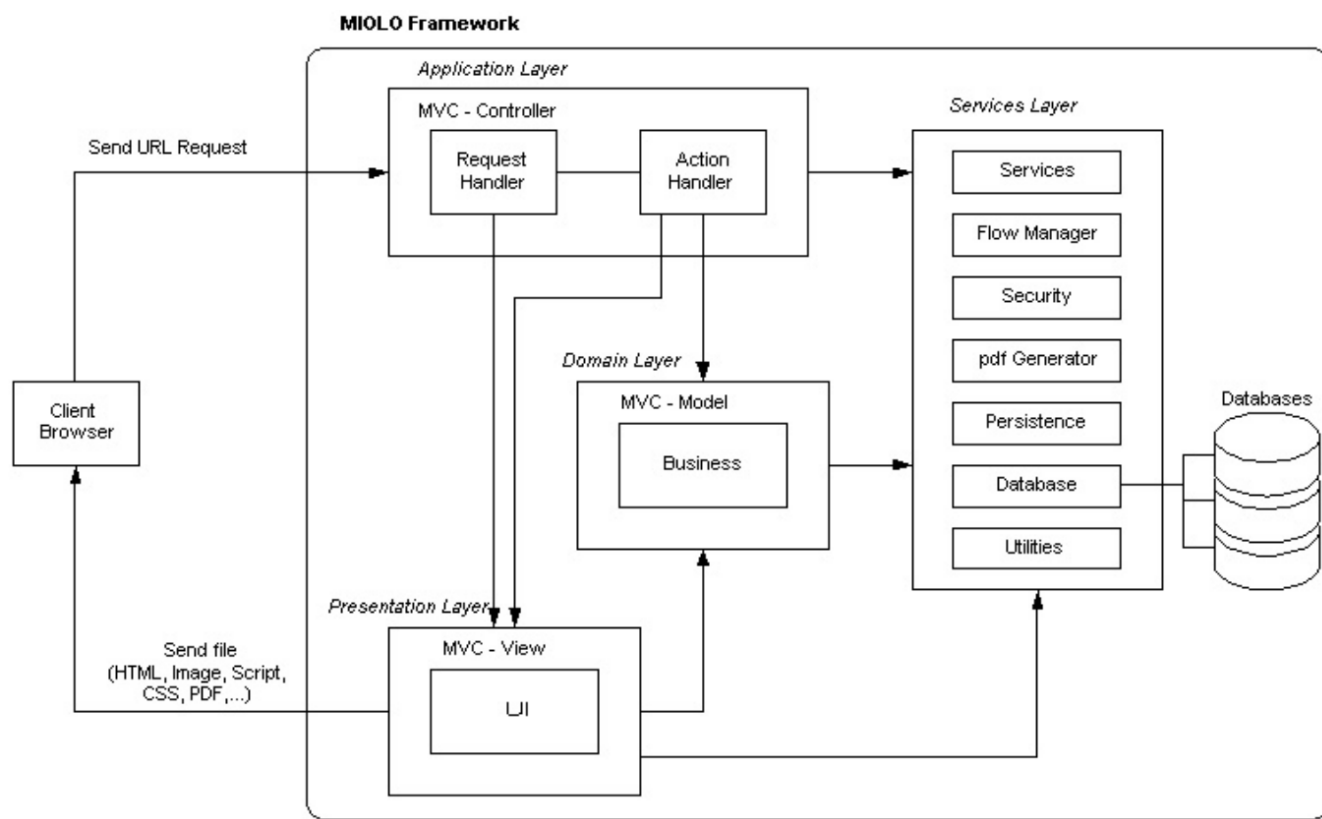 MIOLO Framework
Application Layer
MVC - Controller
Request
Handler
Action
Handler
Send URL Request
Services Layer
Services
Flow Manager
Security
pdf Generator
Persistence
Database
Utilities
Databases
Client
Browser
Domain Layer
MVC - Model
Business
Presentation Layer
MVC - View
UI
Send file
(HTML, Image, Script,
CSS, PDF,...)